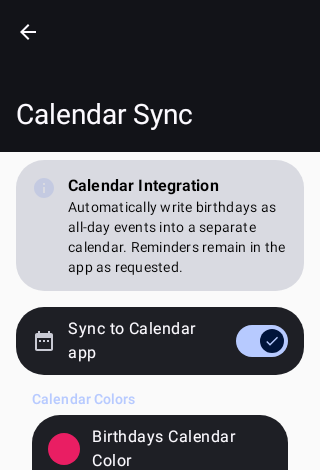 Calendar Sync
Calendar Integration
Automatically write birthdays as
all-day events into a separate
calendar. Reminders remain in the
app as requested.
Sync to Calendar
app
Calendar Colors
Birthdays Calendar
Color